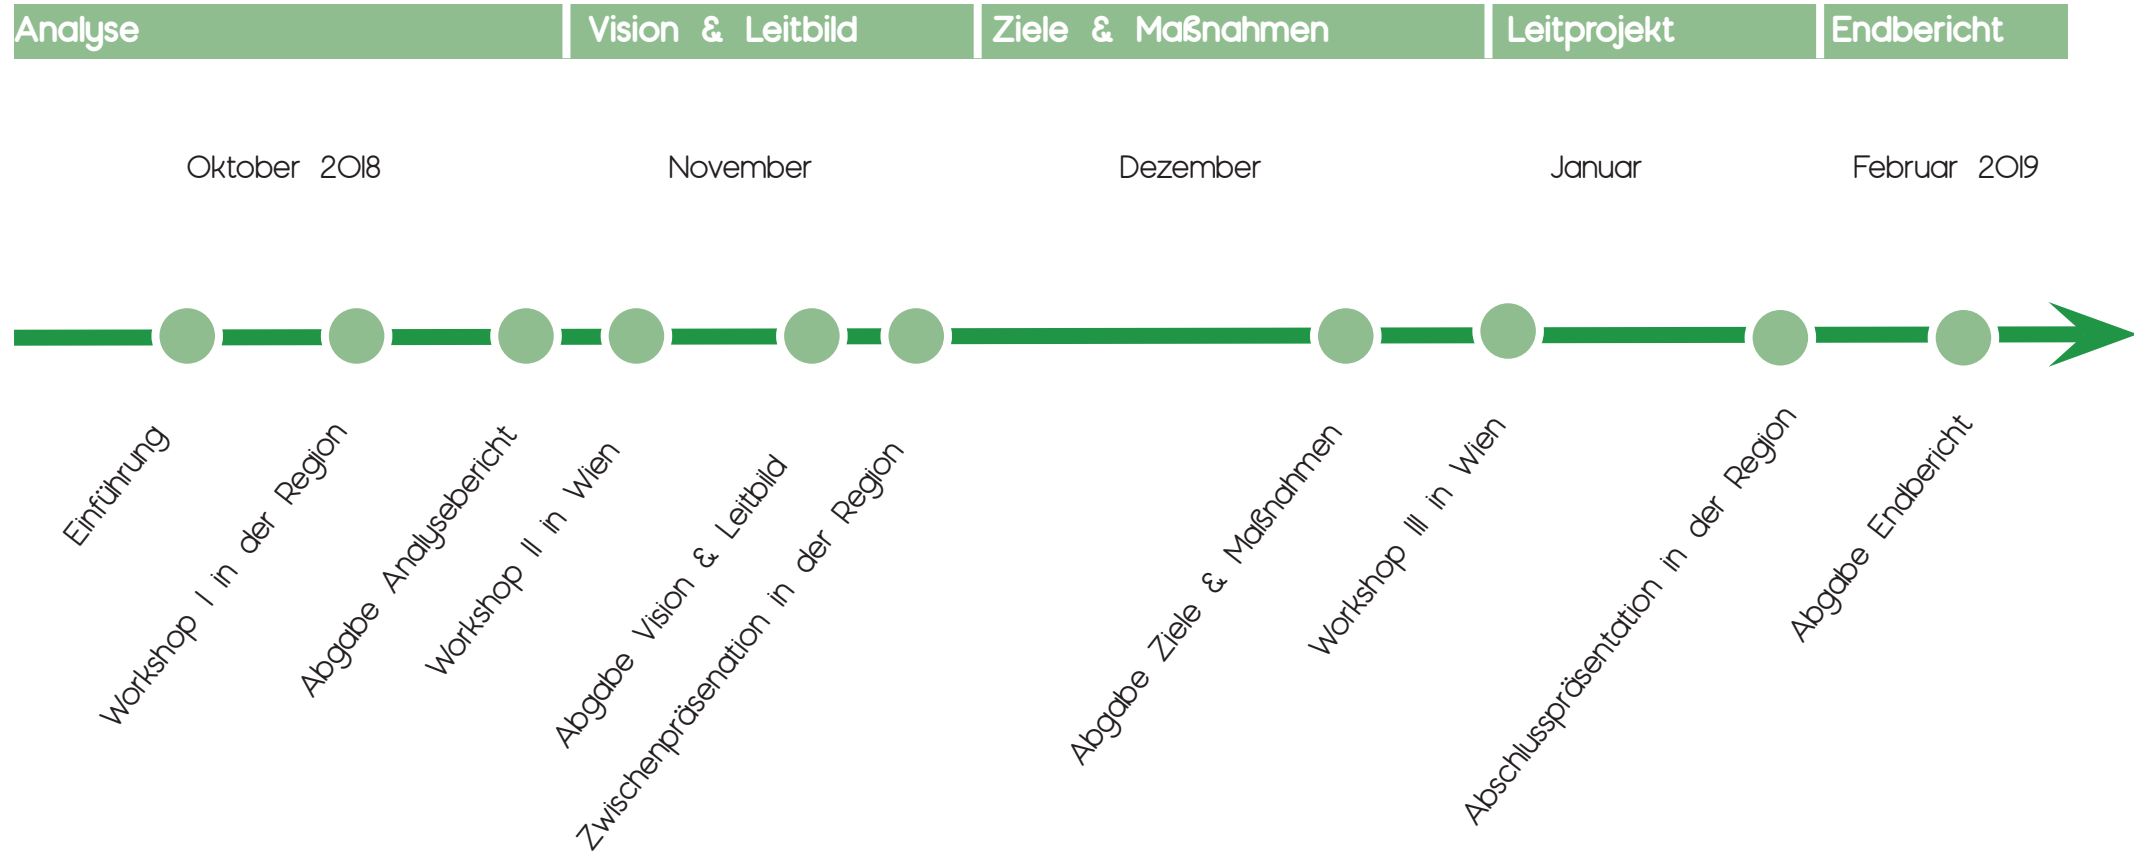 Analyse
Vision & Leitbild
Ziele & Maßnahmen
Leitprojekt
Endbericht
Oktober 2018
November
Dezember
Januar
Februar 2019
Einführung
Workshop I in der Region
Abgabe Analysebericht
Workshop II in Wien
Abgabe Vision & Leitbild
Zwischenpräsenation in der Region
Abgabe Ziele & Maßnahmen
Workshop III in Wien
Abschlusspräsentation in der Region
Abgabe Endbericht